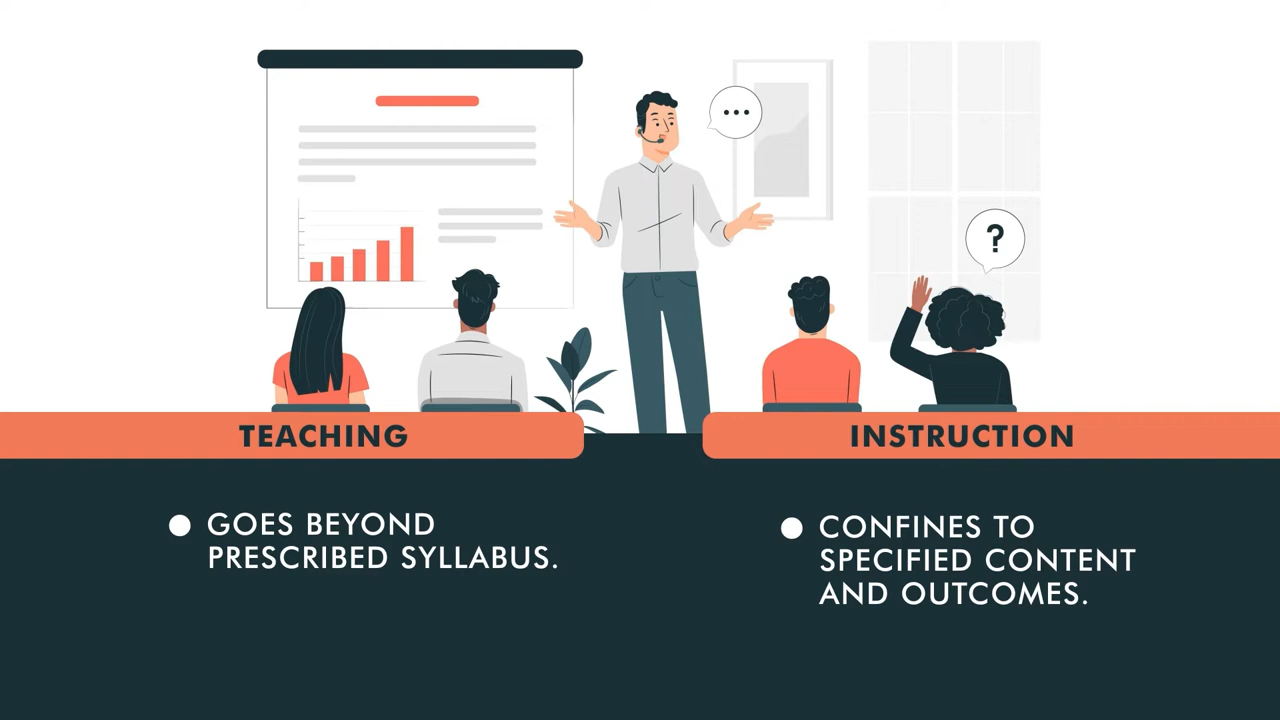 ...
?
TEACHING
INSTRUCTION
GOES BEYOND
PRESCRIBED SYLLABUS.
CONFINES TO
SPECIFIED CONTENT
AND OUTCOMES.